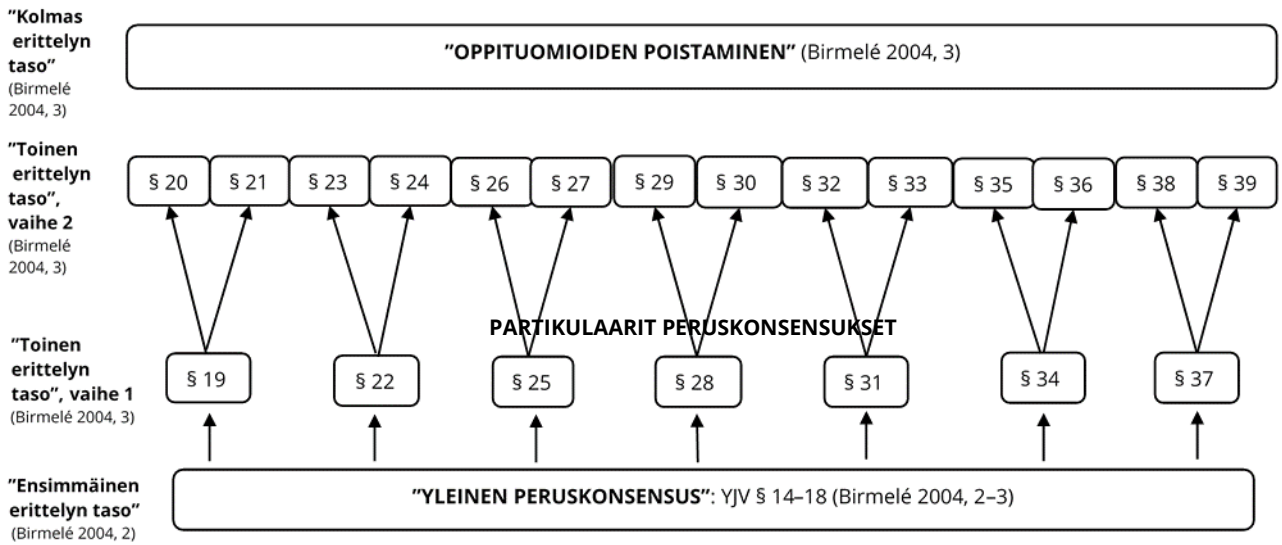 ”Kolmas
erittelyn
taso”
(Birmelé
2004, 3)
”OPPITUOMIOIDEN POISTAMINEN” (Birmelé 2004, 3)
”Toinen
erittelyn
taso”,
vaihe 2
(Birmelé
2004, 3)
§ 20 § 21 § 23 § 24 § 26 § 27 § 29 § 30 § 32 § 33 § 35 § 36 § 38 § 39
PARTIKULAARIT PERUSKONSENSUKSET
”Toinen
erittelyn
taso”, vaihe 1
(Birmelé 2004, 3)
§ 19 § 22 § 25 § 28 § 31 § 34 § 37
”Ensimmäinen
erittelyn taso”
(Birmelé 2004, 2)
”YLEINEN PERUSKONSENSUS”: YJV § 14–18 (Birmelé 2004, 2–3)